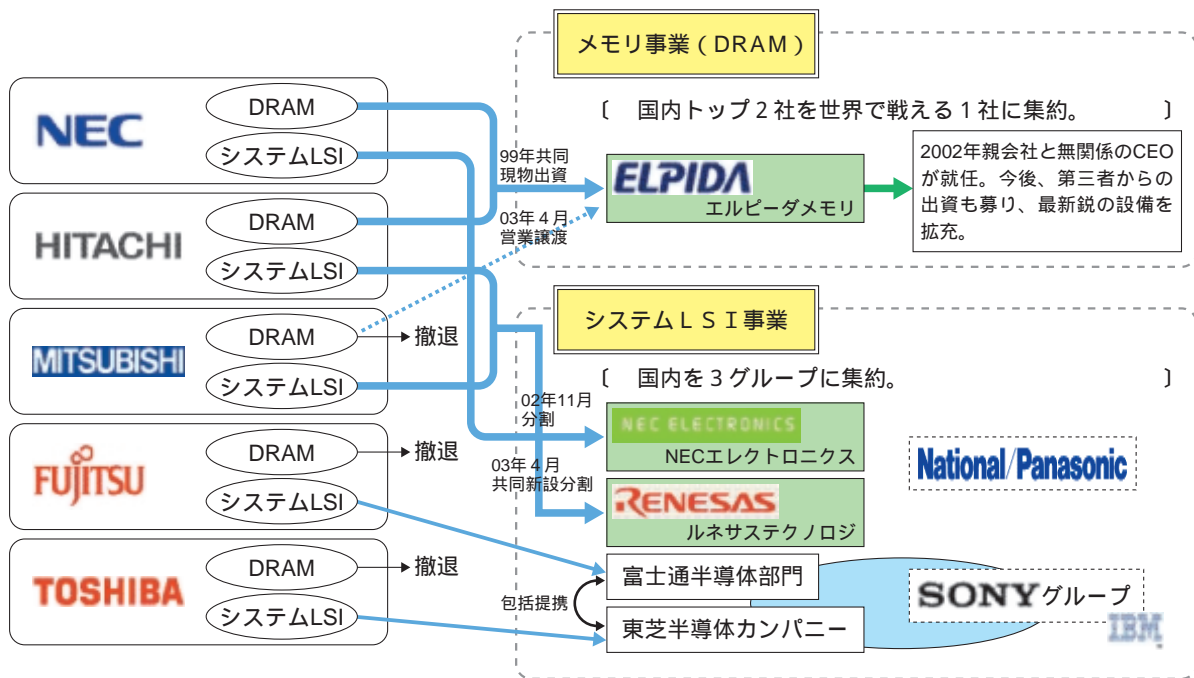 NEC
DRAM
システムLSI
HITACHI
DRAM
システムLSI
MITSUBISHI
DRAM
撤退
システムLSI
FUJITSU
DRAM
撤退
システムLSI
TOSHIBA
DRAM
撤退
システムLSI
99年共同
現物出資
03年4月
営業譲渡
02年11月
分割
03年4月
共同新設分割
包括提携
メモリ事業(DRAM)
〔 国内トップ2社を世界で戦える1社に集約。 〕
ELPIDA
エルピーダメモリ
2002年親会社と無関係のCEO
が就任。今後、第三者からの
出資も募り、最新鋭の設備を
拡充。
システムLSI事業
〔 国内を3グループに集約。 〕
NEC ELECTRONICS
NECエレクトロニクス
RENESAS
ルネサステクノロジ
富士通半導体部門
東芝半導体カンパニー
National/Panasonic
SONYグループ
IBM